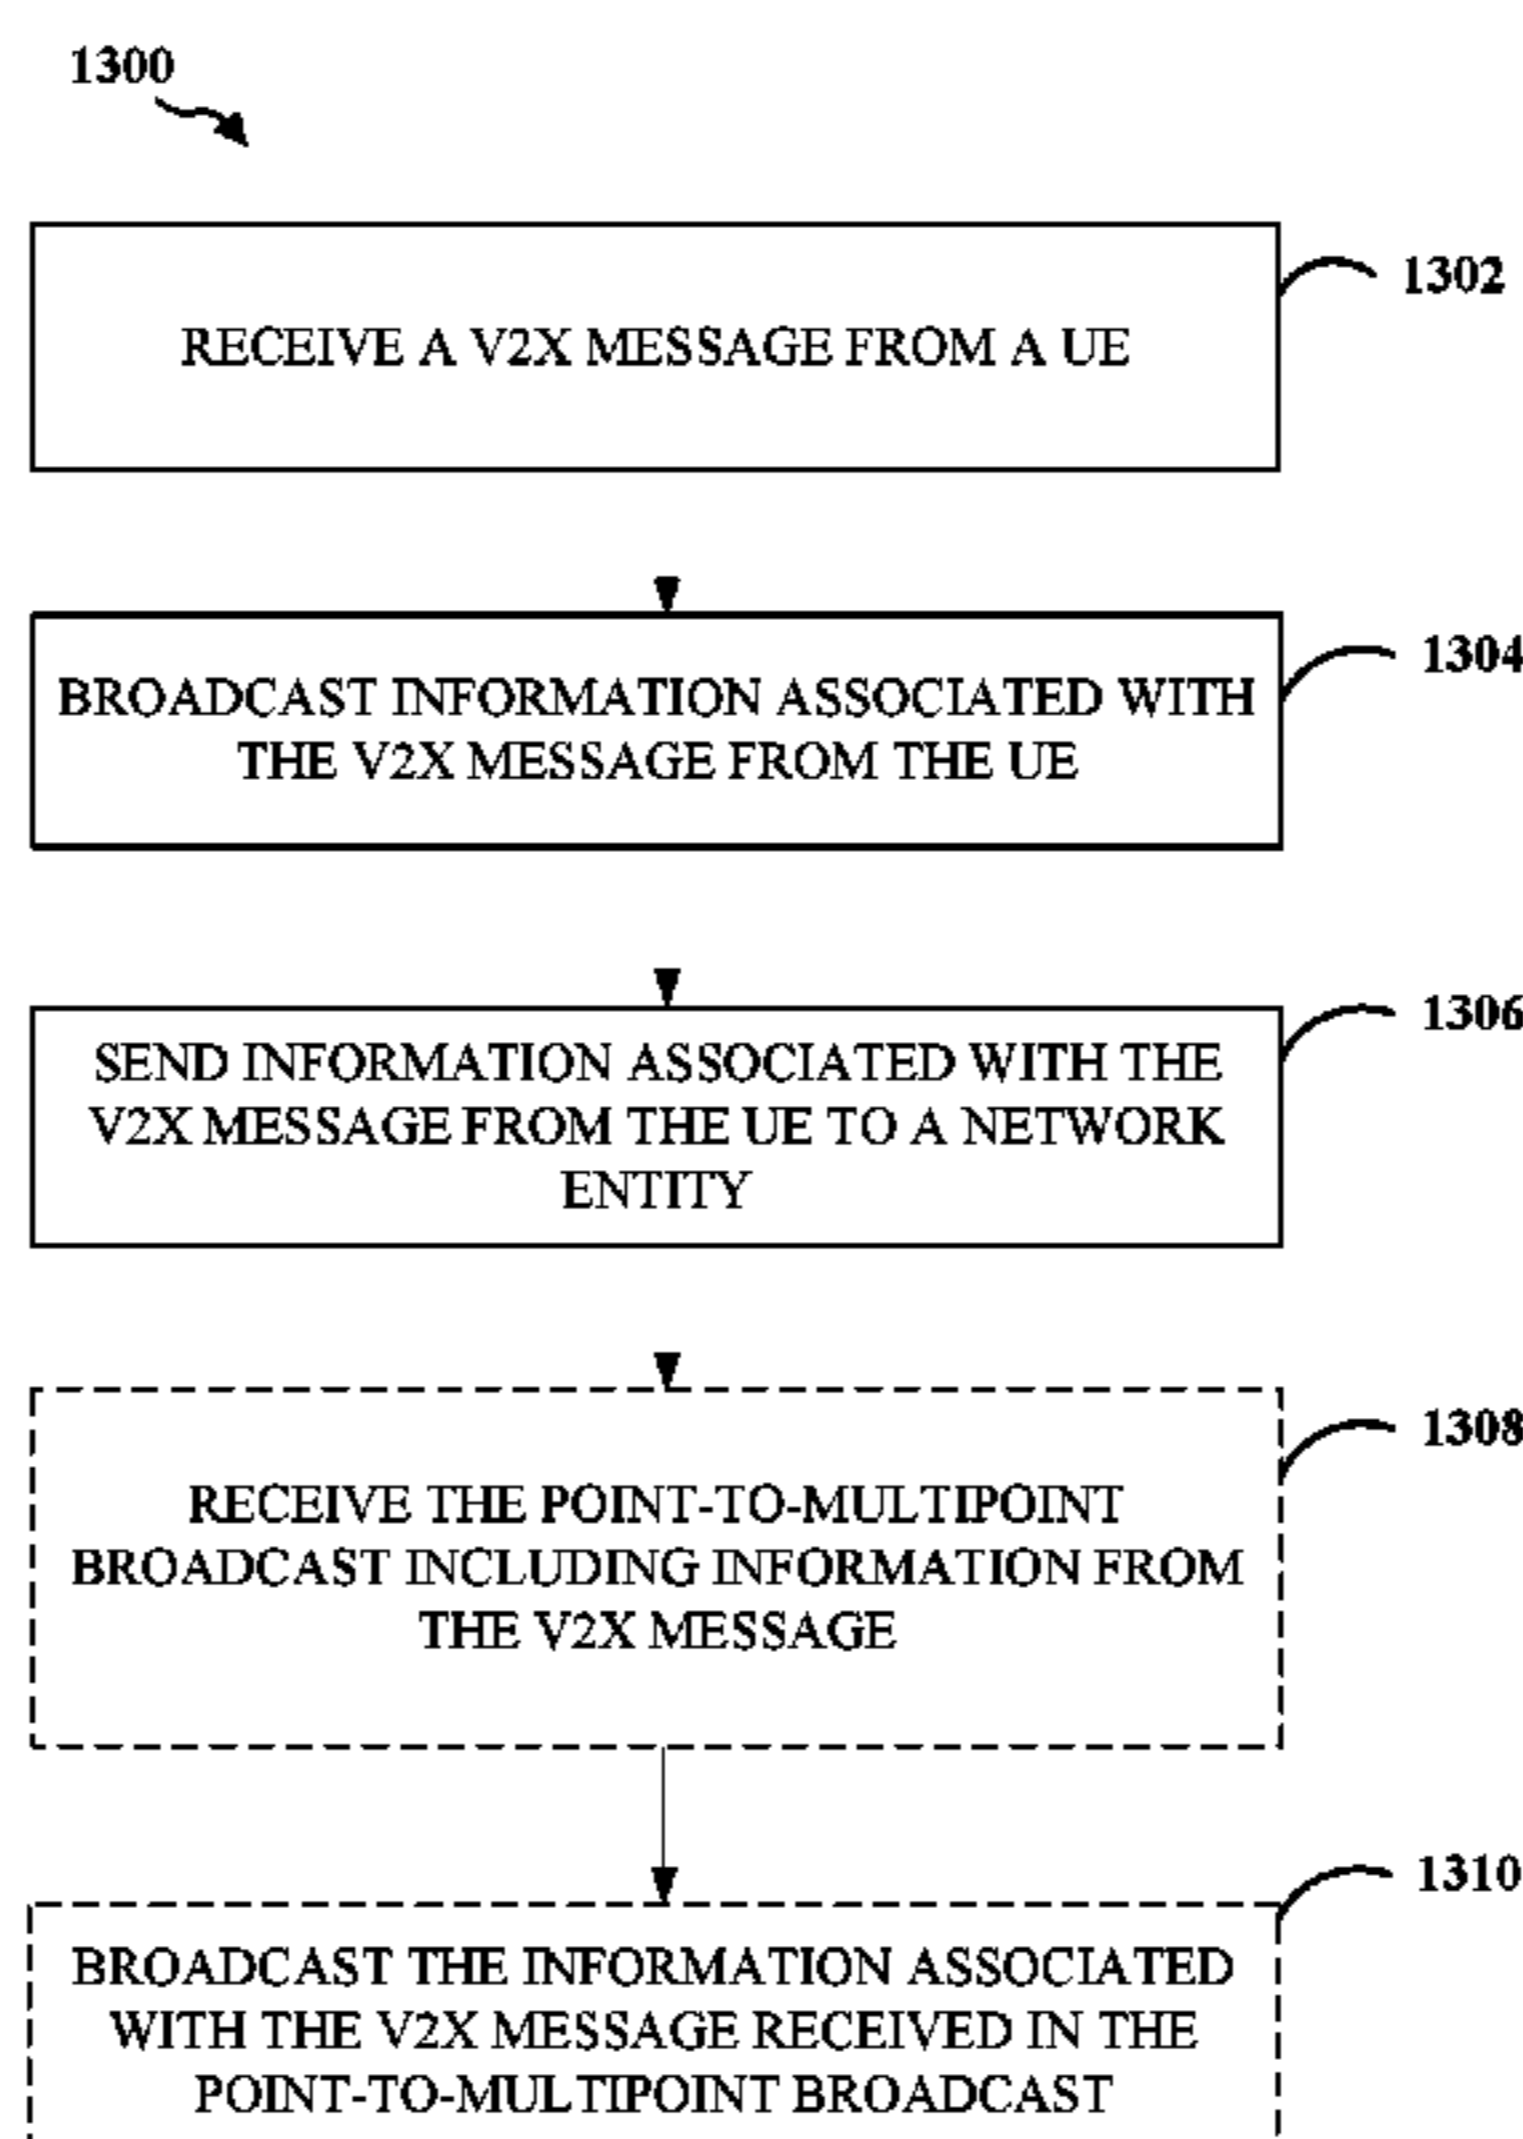 1300
1302
RECEIVE A V2X MESSAGE FROM A UE
1304
BROADCAST INFORMATION ASSOCIATED WITH
THE V2X MESSAGE FROM THE UE
1306
SEND INFORMATION ASSOCIATED WITH THE
V2X MESSAGE FROM THE UE TO A NETWORK
ENTITY
1308
RECEIVE THE POINT-TO-MULTIPOINT
BROADCAST INCLUDING INFORMATION FROM
THE V2X MESSAGE
1310
BROADCAST THE INFORMATION ASSOCIATED
WITH THE V2X MESSAGE RECEIVED IN THE
POINT-TO-MULTIPOINT BROADCAST